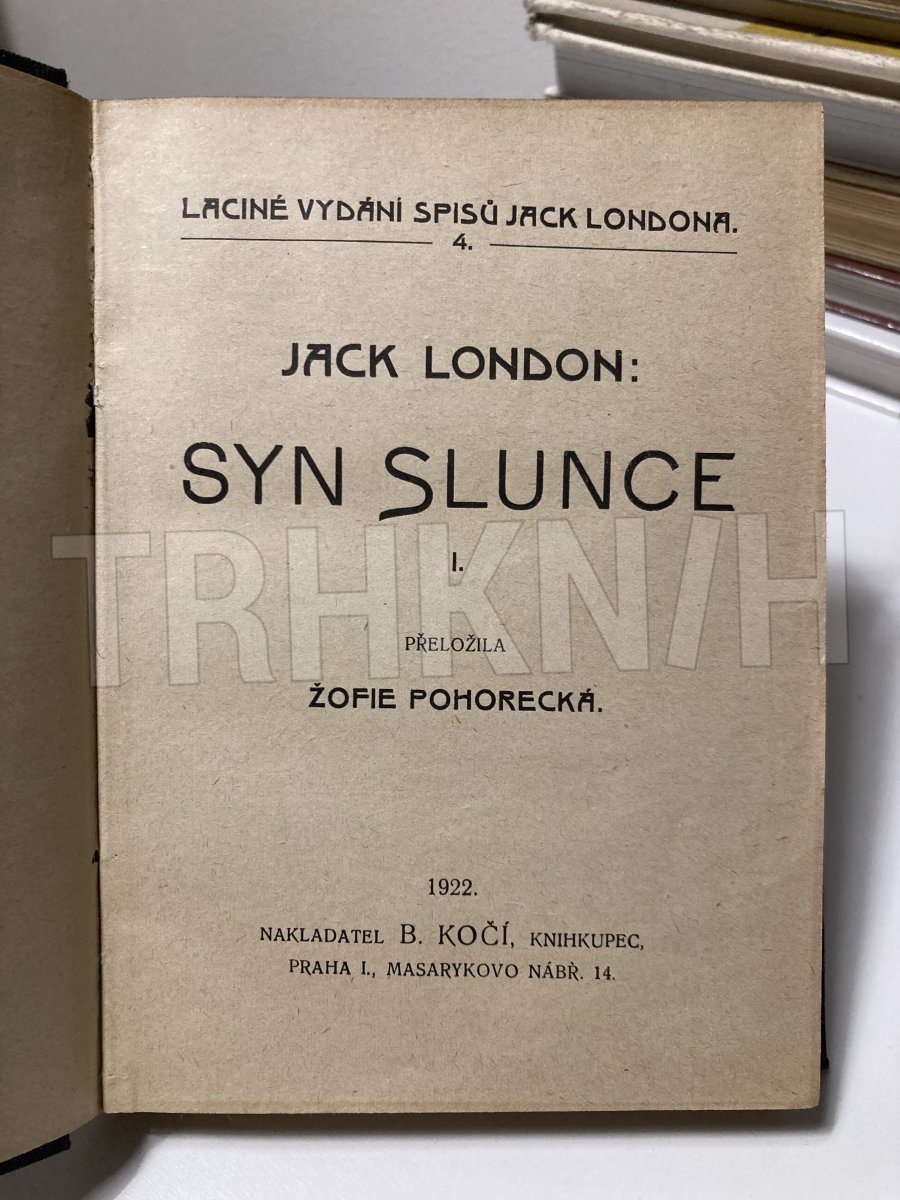 LACINÉ VYDÁNÍ SPISŮ JACK LONDONA.
4.
JACK LONDON:
SYN SLUNCE
I.
TRHKNIH
PŘELOŽILA
ŽOFIE POHORECKÁ.
1922.
NAKLADATEL B. KOČÍ, KNIHKUPEC,
PRAHA I., MASARYKOVO NÁBŘ. 14.